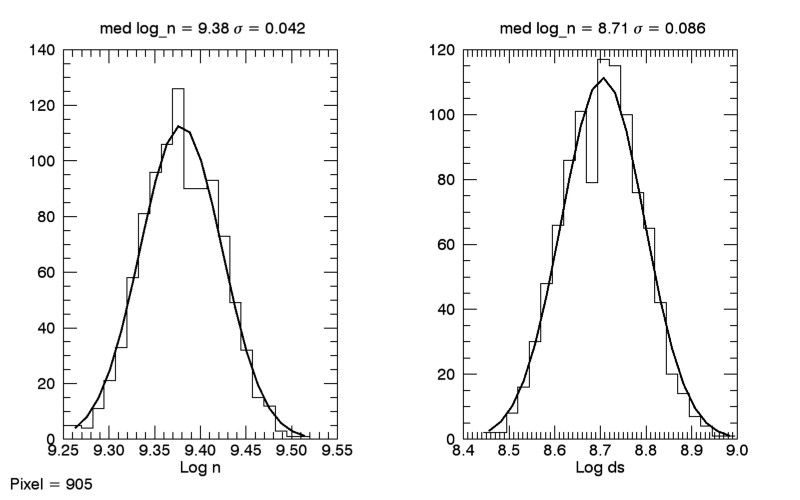 med log_n = 9.38 σ = 0.042
med log_n = 8.71 σ = 0.086
140
120
100
80
60
40
20
0
9.25 9.30 9.35 9.40 9.45 9.50 9.55
Log n
120
100
80
60
40
20
0
8.4 8.5 8.6 8.7 8.8 8.9 9.0
Log ds
Pixel = 905